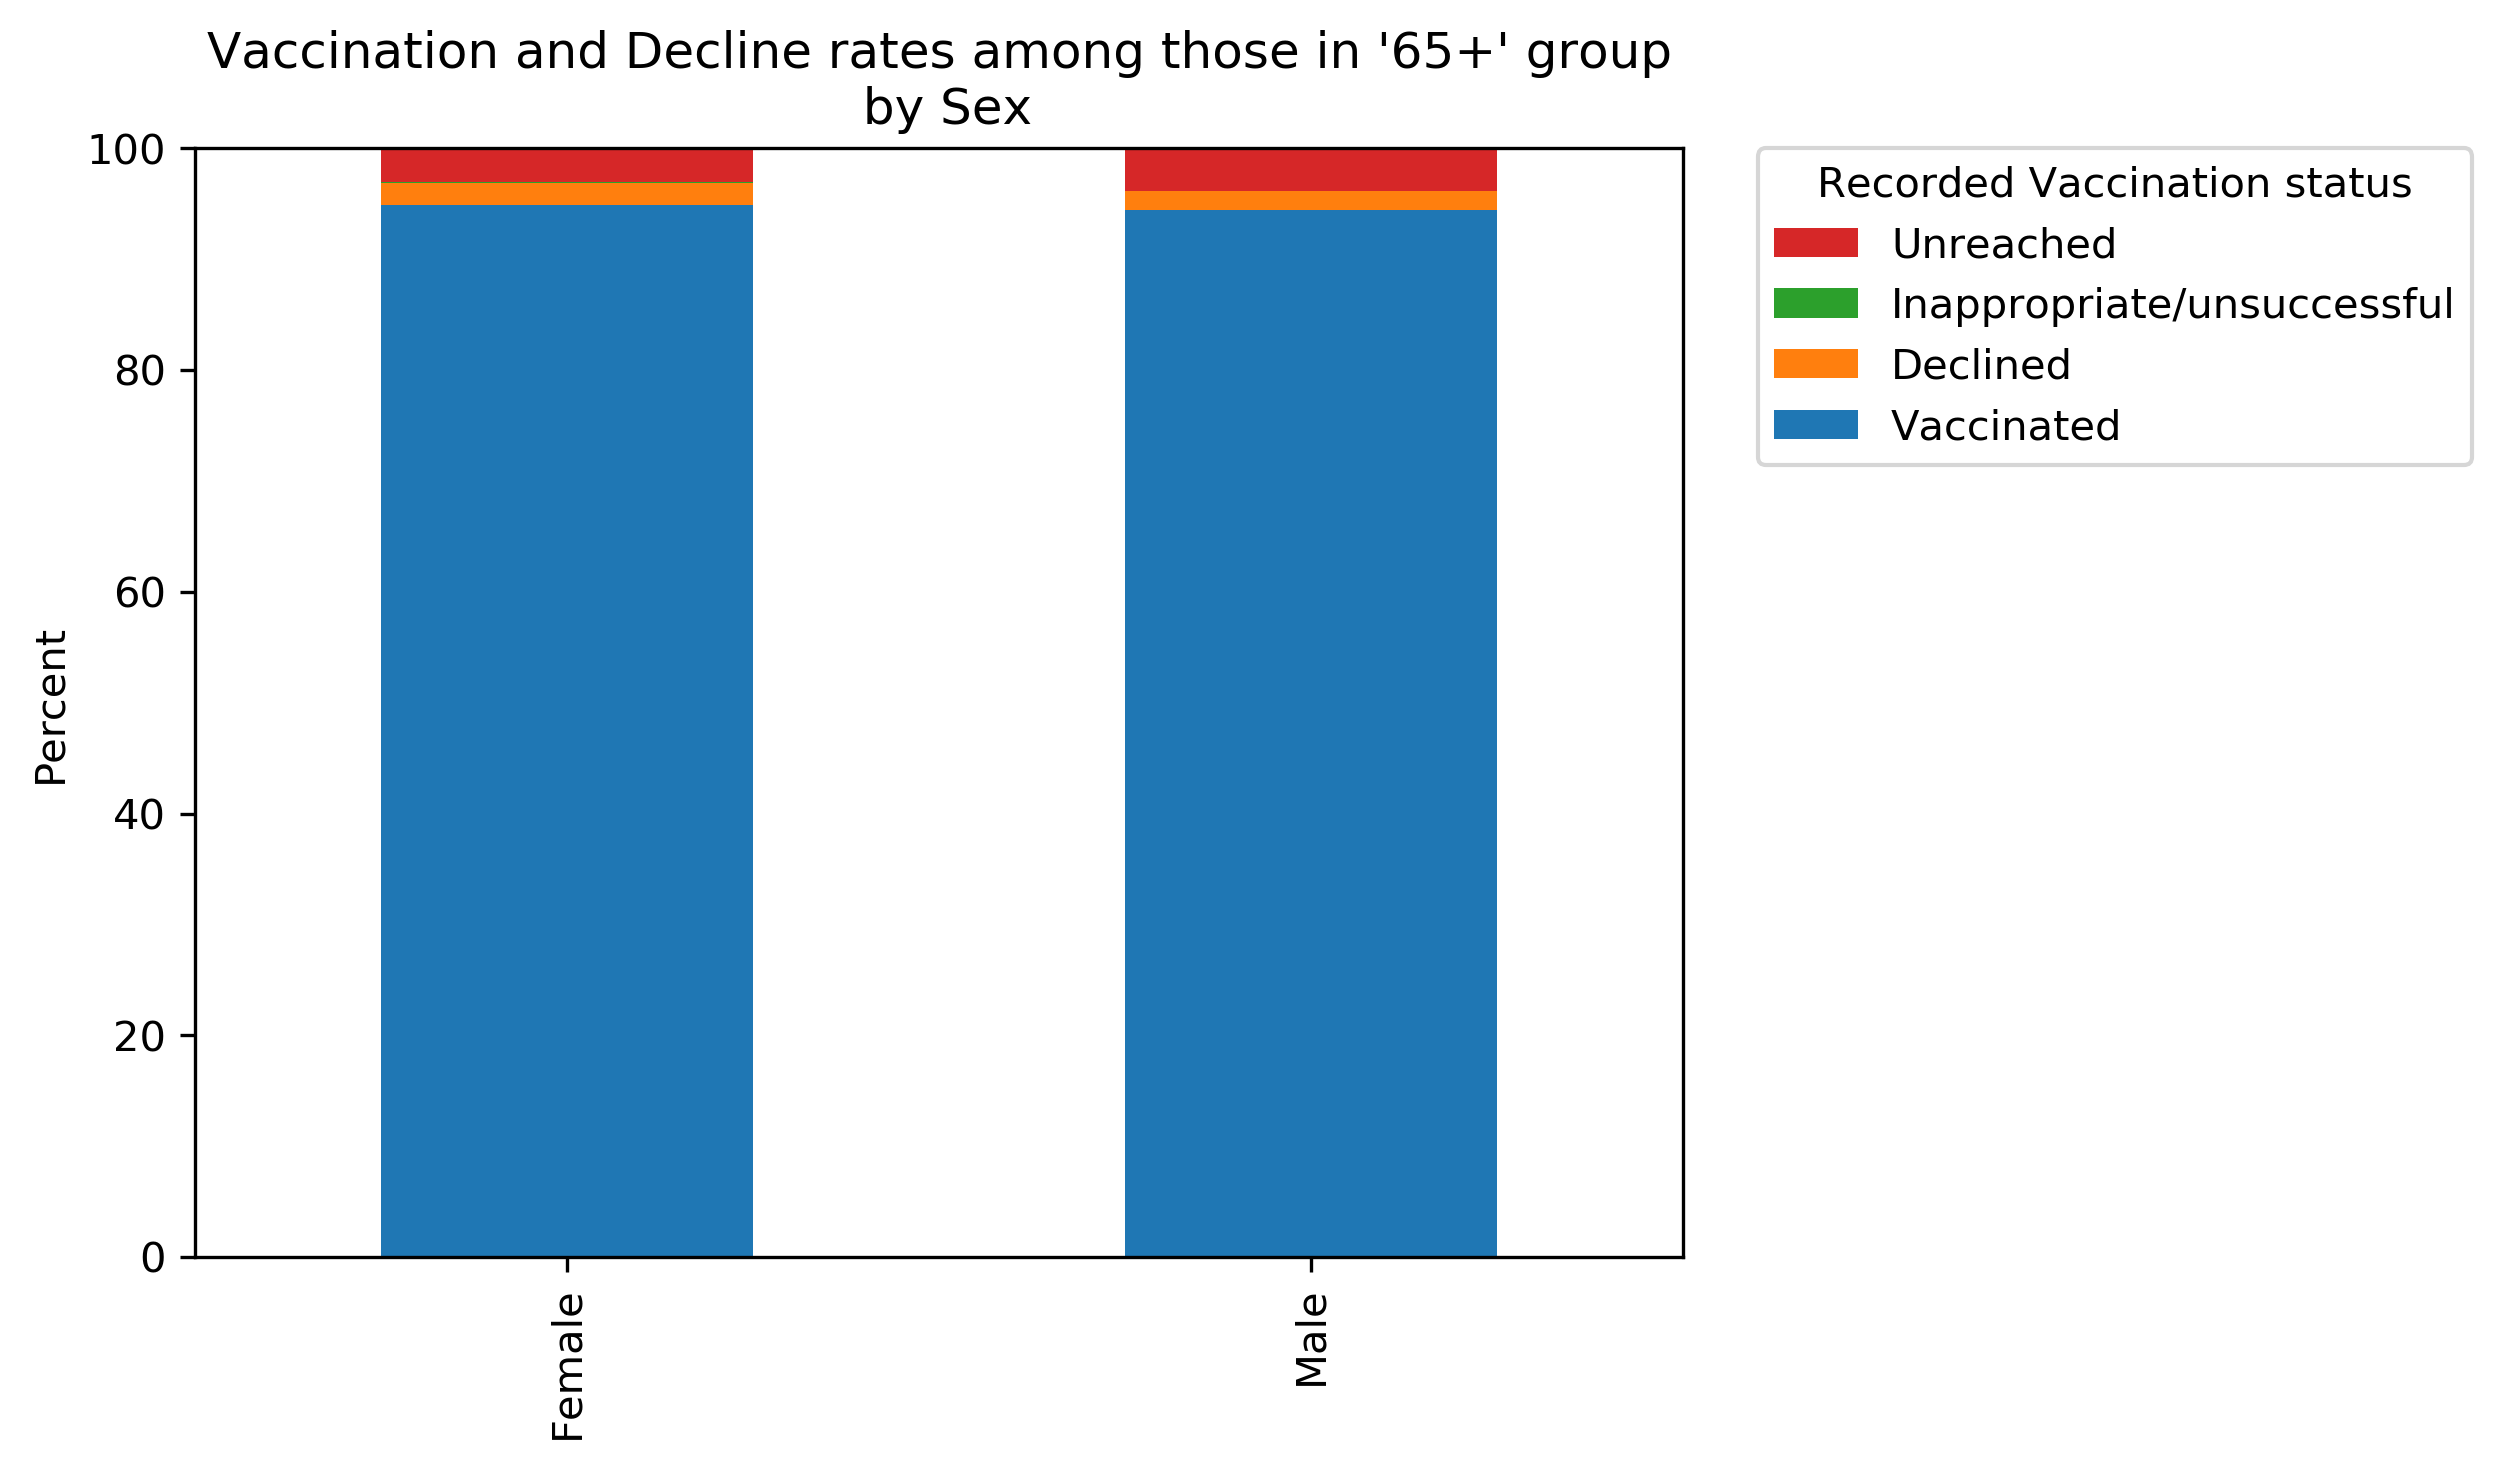 Vaccination and Decline rates among those in '65+' group
by Sex
100
80
60
40
20
0
Percent
Female
Male
Recorded Vaccination status
Unreached
Inappropriate/unsuccessful
Declined
Vaccinated